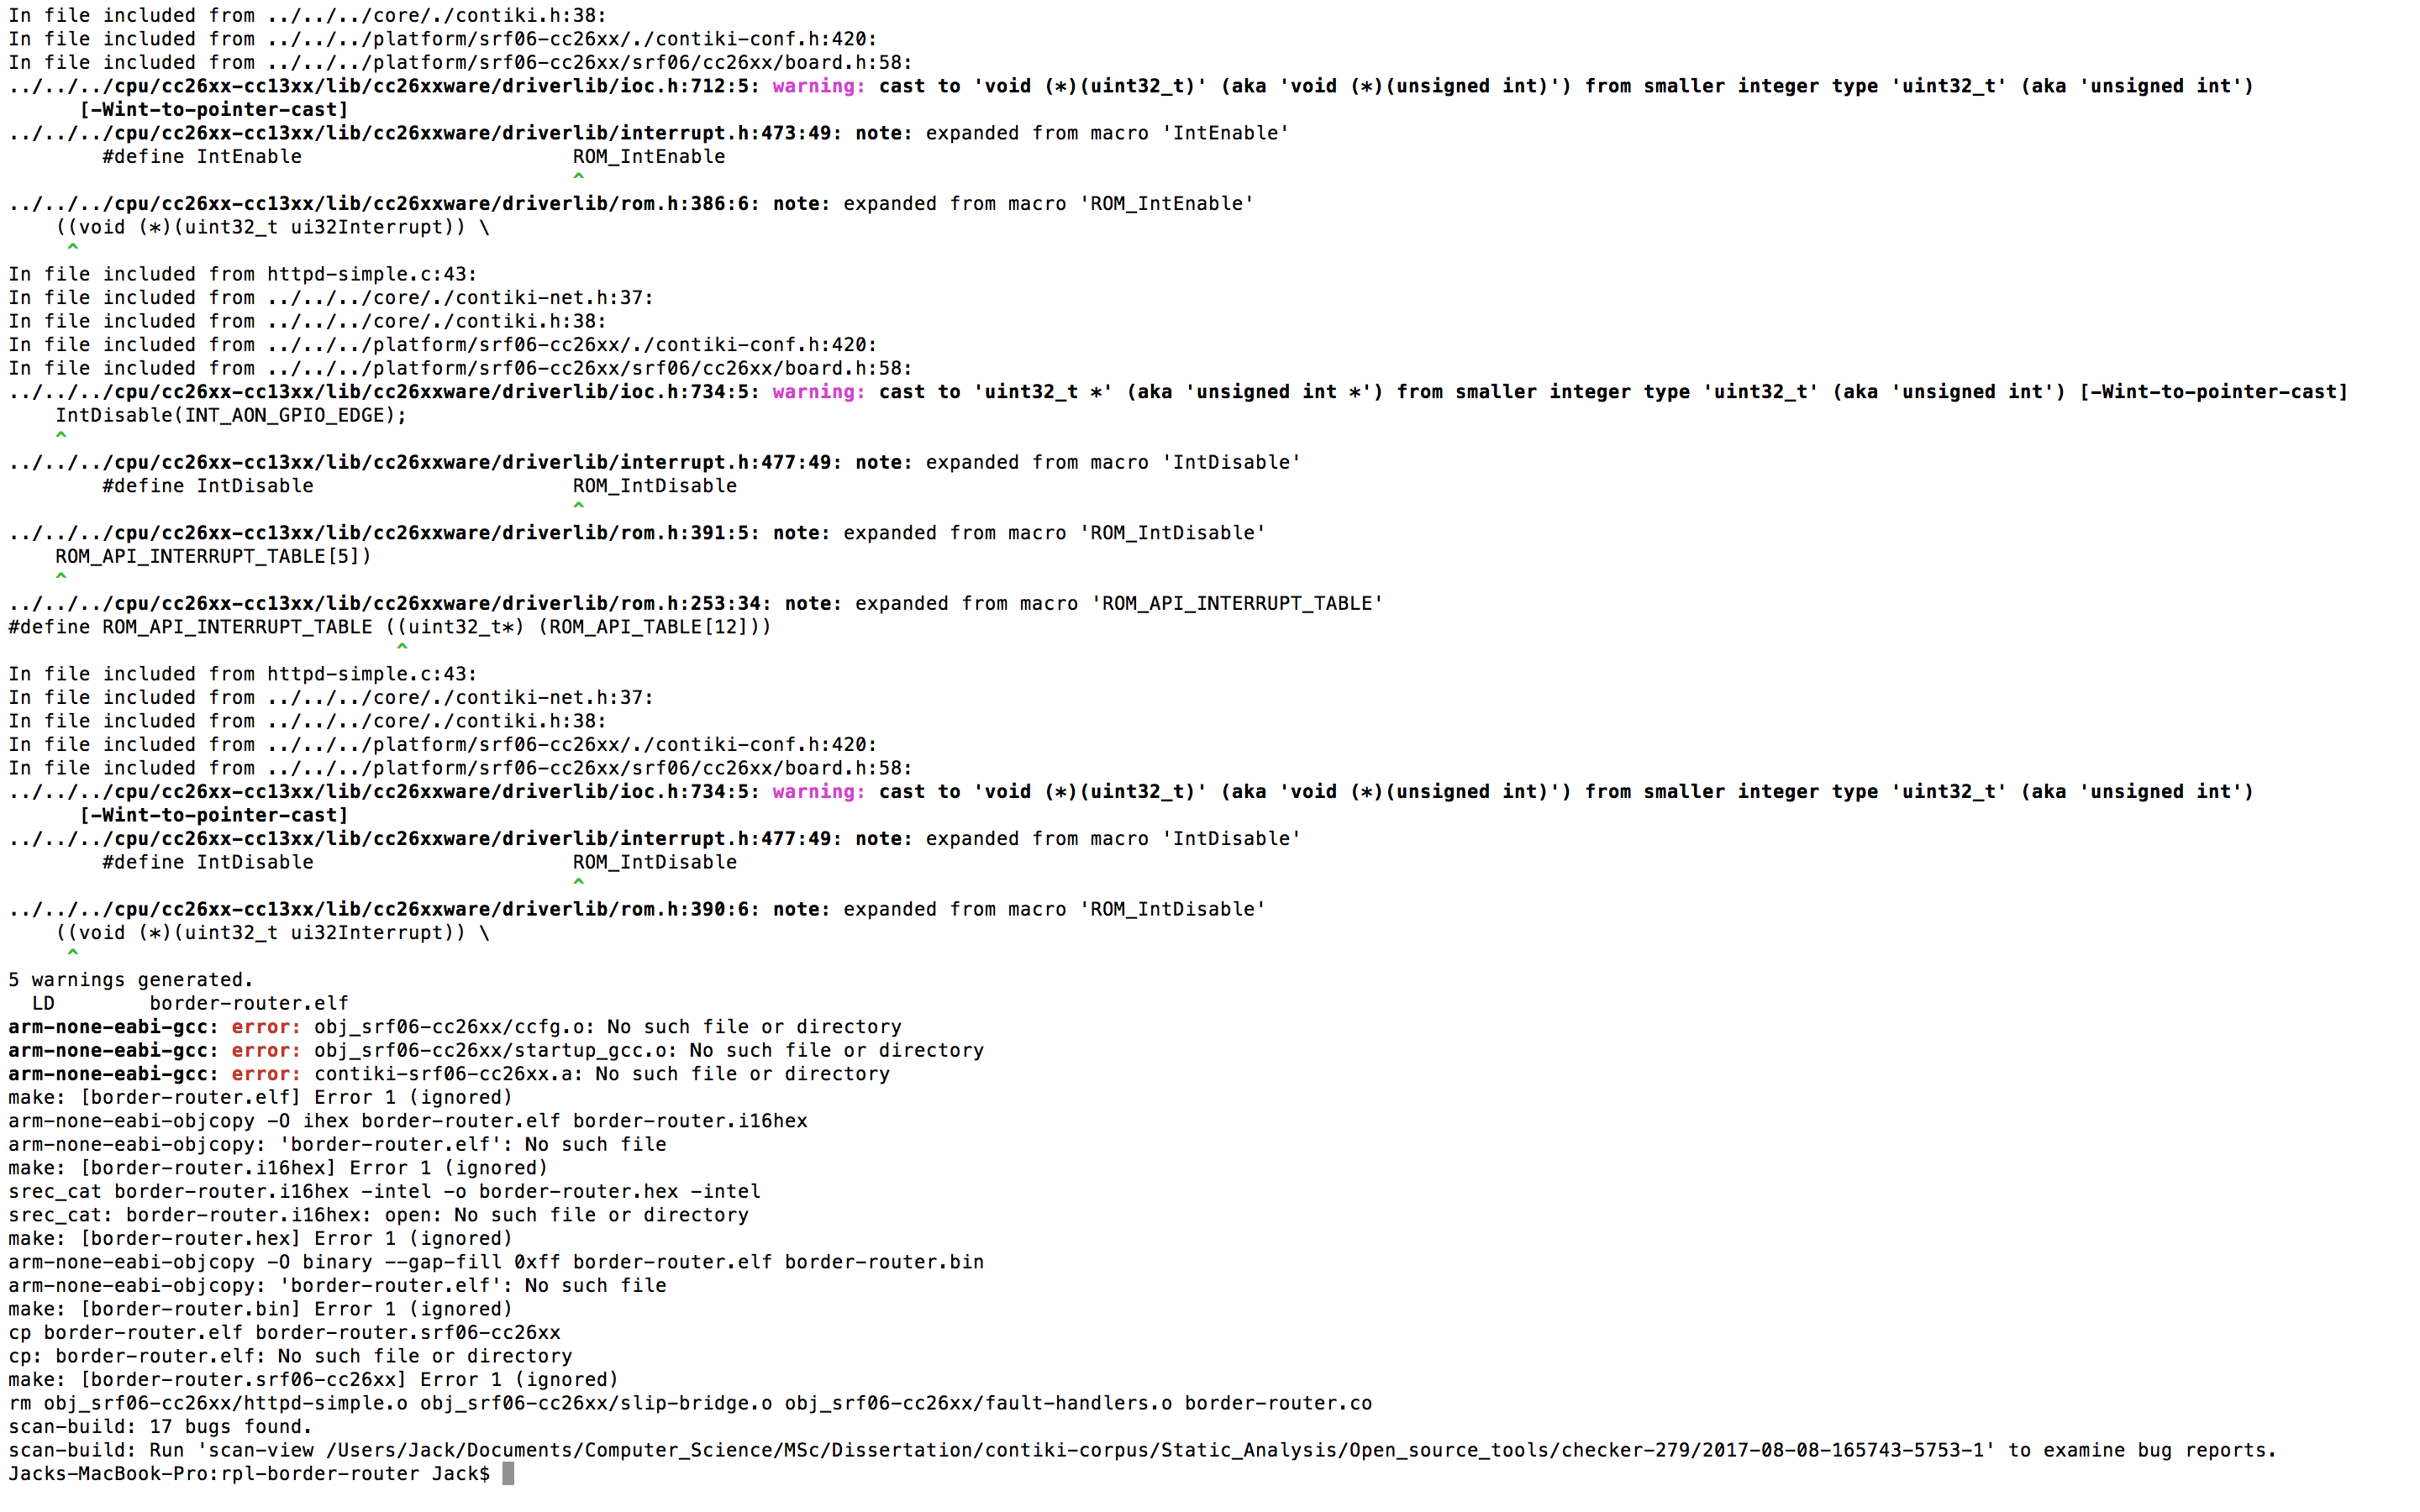 In file included from ../../../core/./contiki.h:38:
In file included from ../../../platform/srf06-cc26xx/./contiki-conf.h:420:
In file included from ../../../platform/srf06-cc26xx/srf06/cc26xx/board.h:58:
../../../cpu/cc26xx-cc13xx/lib/cc26xxware/driverlib/ioc.h:712:5: warning: cast to 'void (*)(uint32_t)' (aka 'void (*)(unsigned int)') from smaller integer type 'uint32_t' (aka 'unsigned int')
      [-Wint-to-pointer-cast]
../../../cpu/cc26xx-cc13xx/lib/cc26xxware/driverlib/interrupt.h:473:49: note: expanded from macro 'IntEnable'
        #define IntEnable                       ROM_IntEnable
                                                ^
../../../cpu/cc26xx-cc13xx/lib/cc26xxware/driverlib/rom.h:386:6: note: expanded from macro 'ROM_IntEnable'
    ((void (*)(uint32_t ui32Interrupt)) \
     ^
In file included from httpd-simple.c:43:
In file included from ../../../core/./contiki-net.h:37:
In file included from ../../../core/./contiki.h:38:
In file included from ../../../platform/srf06-cc26xx/./contiki-conf.h:420:
In file included from ../../../platform/srf06-cc26xx/srf06/cc26xx/board.h:58:
../../../cpu/cc26xx-cc13xx/lib/cc26xxware/driverlib/ioc.h:734:5: warning: cast to 'uint32_t *' (aka 'unsigned int *') from smaller integer type 'uint32_t' (aka 'unsigned int') [-Wint-to-pointer-cast]
    IntDisable(INT_AON_GPIO_EDGE);
    ^
../../../cpu/cc26xx-cc13xx/lib/cc26xxware/driverlib/interrupt.h:477:49: note: expanded from macro 'IntDisable'
        #define IntDisable                      ROM_IntDisable
                                                ^
../../../cpu/cc26xx-cc13xx/lib/cc26xxware/driverlib/rom.h:391:5: note: expanded from macro 'ROM_IntDisable'
    ROM_API_INTERRUPT_TABLE[5])
    ^
../../../cpu/cc26xx-cc13xx/lib/cc26xxware/driverlib/rom.h:253:34: note: expanded from macro 'ROM_API_INTERRUPT_TABLE'
#define ROM_API_INTERRUPT_TABLE ((uint32_t*) (ROM_API_TABLE[12]))
                                 ^
In file included from httpd-simple.c:43:
In file included from ../../../core/./contiki-net.h:37:
In file included from ../../../core/./contiki.h:38:
In file included from ../../../platform/srf06-cc26xx/./contiki-conf.h:420:
In file included from ../../../platform/srf06-cc26xx/srf06/cc26xx/board.h:58:
../../../cpu/cc26xx-cc13xx/lib/cc26xxware/driverlib/ioc.h:734:5: warning: cast to 'void (*)(uint32_t)' (aka 'void (*)(unsigned int)') from smaller integer type 'uint32_t' (aka 'unsigned int')
      [-Wint-to-pointer-cast]
../../../cpu/cc26xx-cc13xx/lib/cc26xxware/driverlib/interrupt.h:477:49: note: expanded from macro 'IntDisable'
        #define IntDisable                      ROM_IntDisable
                                                ^
../../../cpu/cc26xx-cc13xx/lib/cc26xxware/driverlib/rom.h:390:6: note: expanded from macro 'ROM_IntDisable'
    ((void (*)(uint32_t ui32Interrupt)) \
     ^
5 warnings generated.
  LD        border-router.elf
arm-none-eabi-gcc: error: obj_srf06-cc26xx/ccfg.o: No such file or directory
arm-none-eabi-gcc: error: obj_srf06-cc26xx/startup_gcc.o: No such file or directory
arm-none-eabi-gcc: error: contiki-srf06-cc26xx.a: No such file or directory
make: [border-router.elf] Error 1 (ignored)
arm-none-eabi-objcopy -O ihex border-router.elf border-router.i16hex
arm-none-eabi-objcopy: 'border-router.elf': No such file
make: [border-router.i16hex] Error 1 (ignored)
srec_cat border-router.i16hex -intel -o border-router.hex -intel
srec_cat: border-router.i16hex: open: No such file or directory
make: [border-router.hex] Error 1 (ignored)
arm-none-eabi-objcopy -O binary --gap-fill 0xff border-router.elf border-router.bin
arm-none-eabi-objcopy: 'border-router.elf': No such file
make: [border-router.bin] Error 1 (ignored)
cp border-router.elf border-router.srf06-cc26xx
cp: border-router.elf: No such file or directory
make: [border-router.srf06-cc26xx] Error 1 (ignored)
rm obj_srf06-cc26xx/httpd-simple.o obj_srf06-cc26xx/slip-bridge.o obj_srf06-cc26xx/fault-handlers.o border-router.co
scan-build: 17 bugs found.
scan-build: Run 'scan-view /Users/Jack/Documents/Computer_Science/MSc/Dissertation/contiki-corpus/Static_Analysis/Open_source_tools/checker-279/2017-08-08-165743-5753-1' to examine bug reports.
Jacks-MacBook-Pro:rpl-border-router Jack$